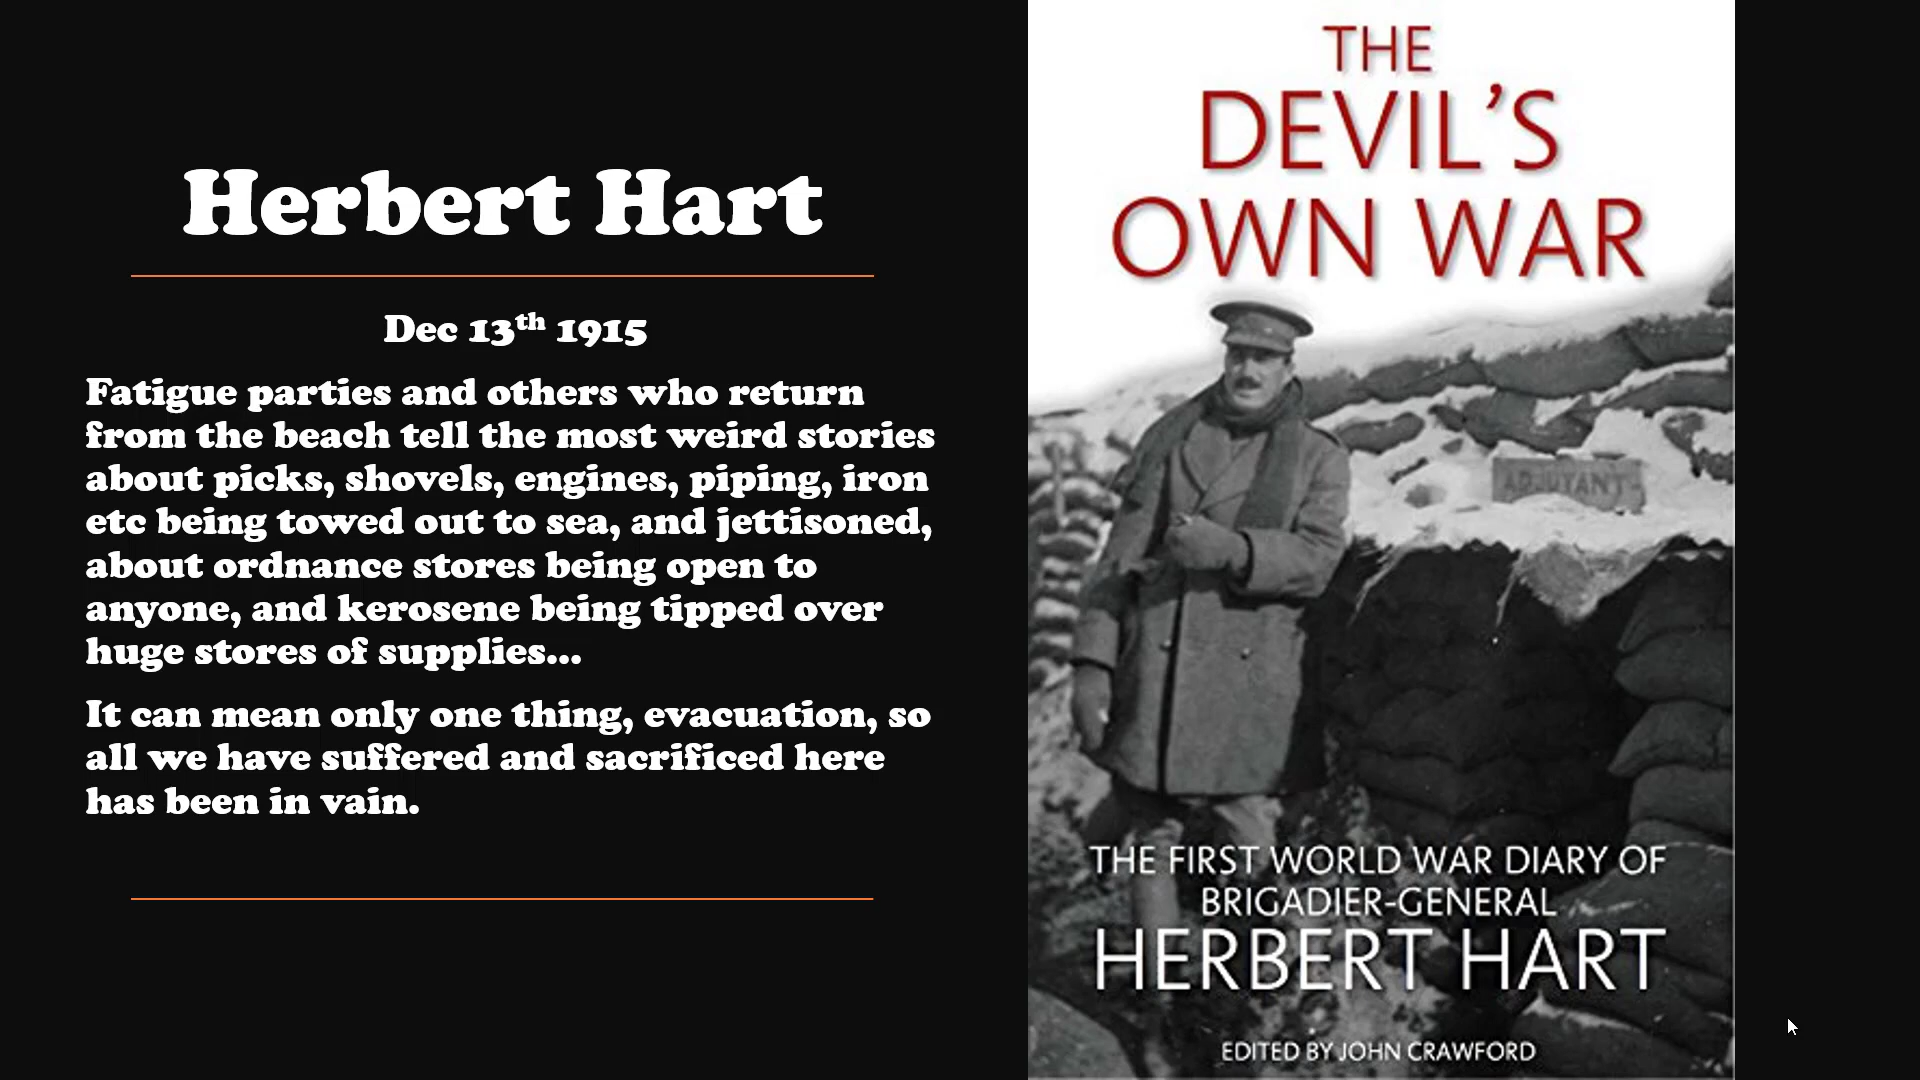 Herbert Hart
Dec 13th 1915
Fatigue parties and others who return
from the beach tell the most weird stories
about picks, shovels, engines, piping, iron
etc being towed out to sea, and jettisoned,
about ordnance stores being open to
anyone, and kerosene being tipped over
huge stores of supplies...
It can mean only one thing, evacuation, so
all we have suffered and sacrificed here
has been in vain.
THE
DEVIL'S
OWN WAR
ADJUTANT
THE FIRST WORLD WAR DIARY OF
BRIGADIER-GENERAL
HERBERT HART
EDITED BY JOHN CRAWFORD